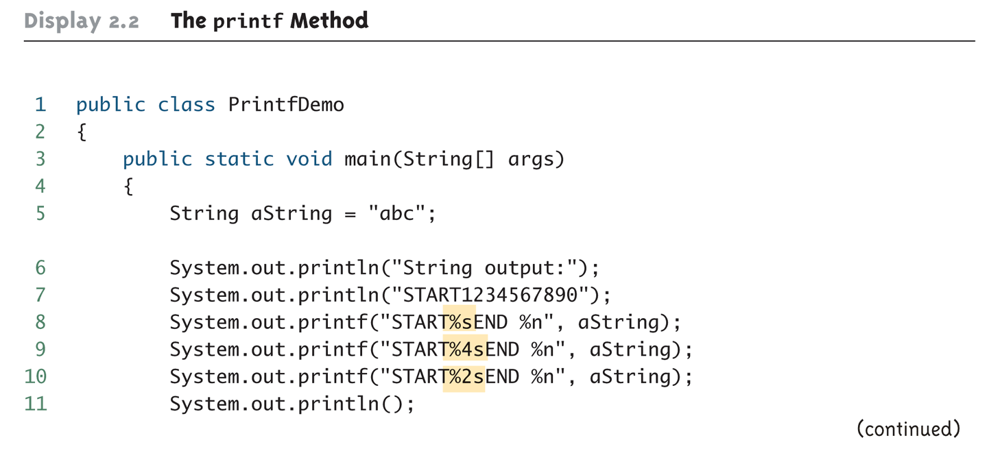 Display 2.2 The printf Method
1 public class PrintfDemo
2 {
3 public static void main(String[] args)
4 {
5 String aString = "abc";
6 System.out.println("String output:");
7 System.out.println("START1234567890");
8 System.out.printf("START%sEND %n", aString);
9 System.out.printf("START%4sEND %n", aString);
10 System.out.printf("START%2sEND %n", aString);
11 System.out.println();
(continued)